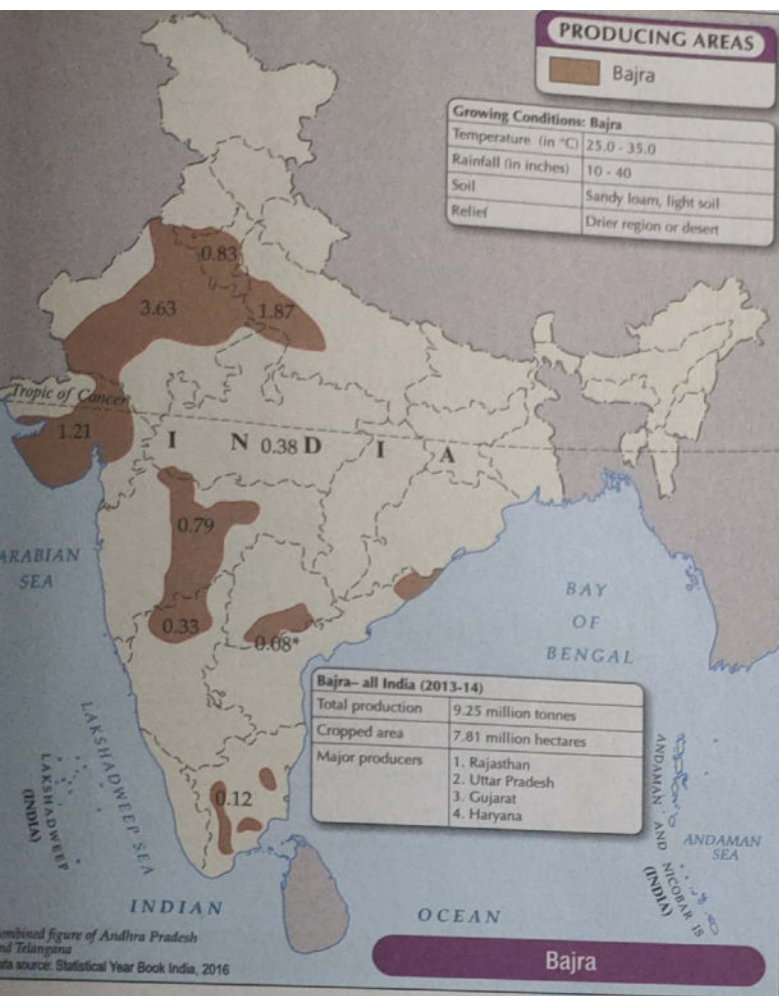 PRODUCING AREAS
Bajra
Growing Conditions: Bajra
Temperature (in °C) 25.0 - 35.0
Rainfall (in inches) 10 - 40
Soil Sandy loam, light soil
Relief Drier region or desert
0.83
3.63
1.87
Tropic of Cancer
1.21
I N 0.38 D I A
0.79
ARABIAN
SEA
BAY
OF
BENGAL
0.33
0.08*
Bajra– all India (2013-14)
Total production 9.25 million tonnes
Cropped area 7.81 million hectares
Major producers 1. Rajasthan
2. Uttar Pradesh
3. Gujarat
4. Haryana
LAKSHADWEEP SEA
LAKSHADWEEP
(INDIA)
0.12
ANDAMAN AND NICOBAR IS
(INDIA)
ANDAMAN
SEA
INDIAN OCEAN
ombined figure of Andhra Pradesh
nd Telangana
ata source: Statistical Year Book India, 2016
Bajra